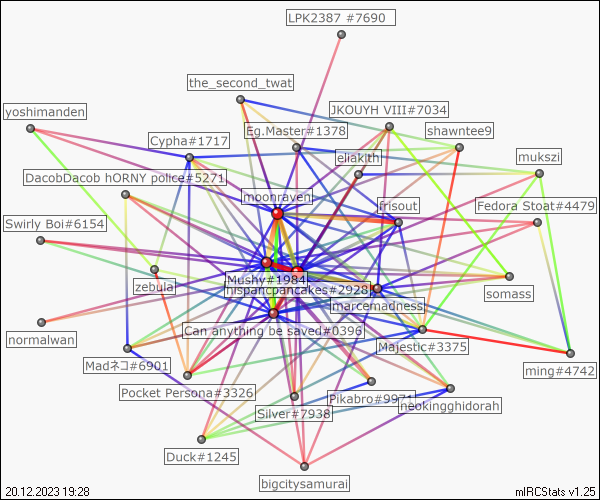 LPK2387 #7690
the_second_twat
yoshimanden
JKOUYH VIII#7034
Eg.Master#1378
shawntee9
Cypha#1717
eliaklth
mukszi
DacobDacob hORNY police#5271
moonraven
frisout
Fedora Stoat#4479
Swirly Boi#6154
Mushy#1984
zebula
hisparicpancakes#2928
somass
marcemadness
normalwan
Can anything be saved#0396
Majestic#3375
Madネコ#6901
ming#4742
Pocket Persona#3326
Pikabro#9971
neokingghidorah
Silver#7938
Duck#1245
bigcitysamurai
20.12.2023 19:28
mIRCStats v1.25